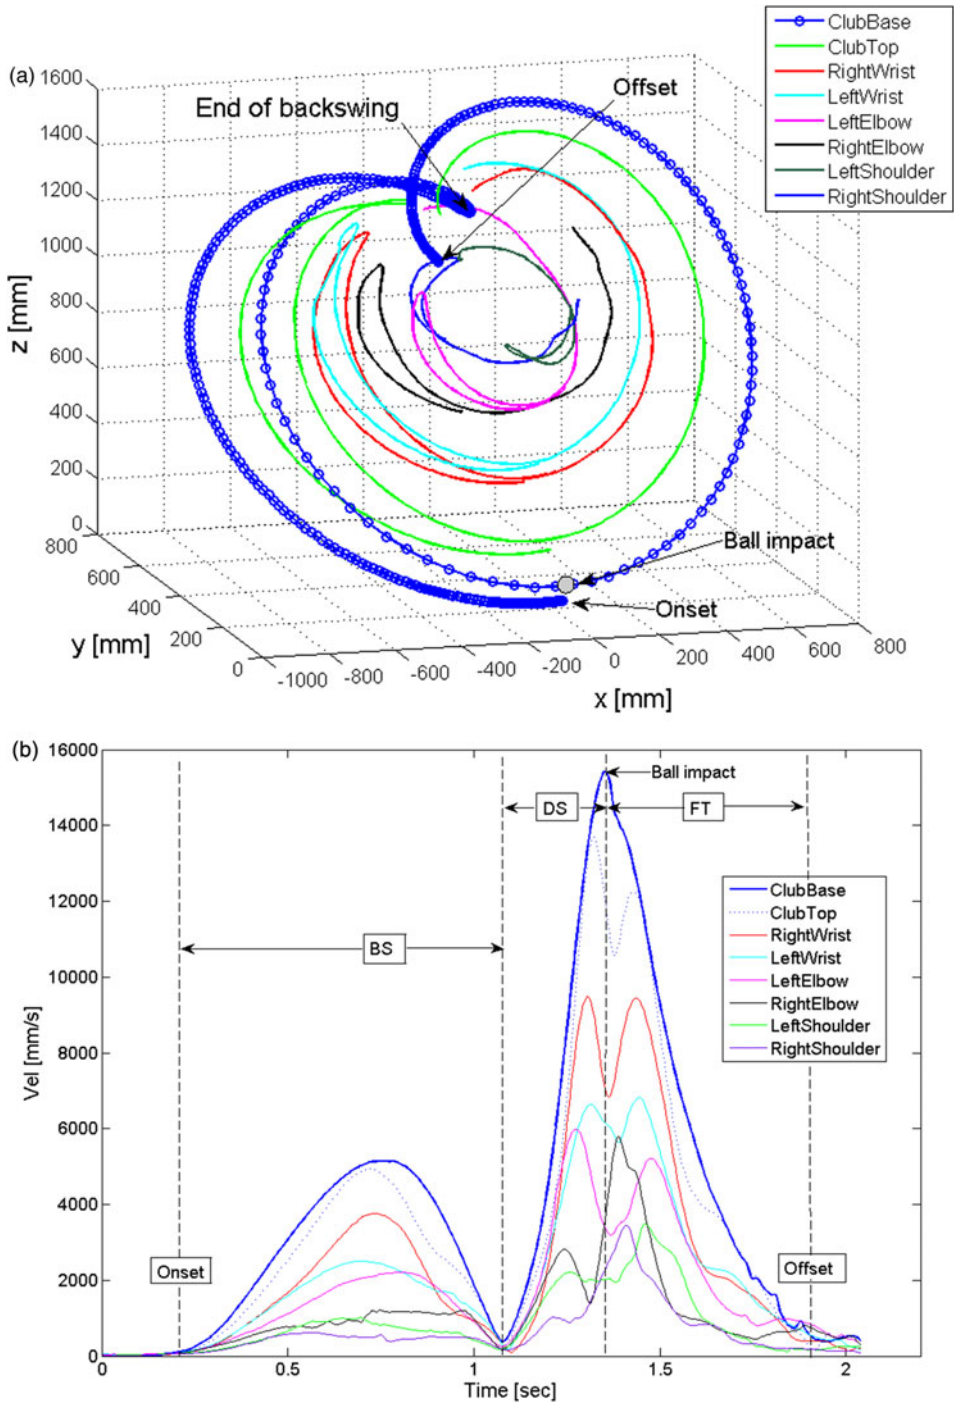 (a)
ClubBase
ClubTop
RightWrist
LeftWrist
LeftElbow
RightElbow
LeftShoulder
RightShoulder
Offset
End of backswing
1600
1400
1200
1000
800
600
400
200
0
z [mm]
800
600
400
200
0
y [mm]
-1000
-800
-600
-400
-200
0
200
400
600
800
x [mm]
Ball impact
Onset
(b)
16000
14000
12000
10000
8000
6000
4000
2000
0
Vel [mm/s]
Ball impact
DS
FT
BS
ClubBase
ClubTop
RightWrist
LeftWrist
LeftElbow
RightElbow
LeftShoulder
RightShoulder
Onset
Offset
0
0.5
1
1.5
2
Time [sec]